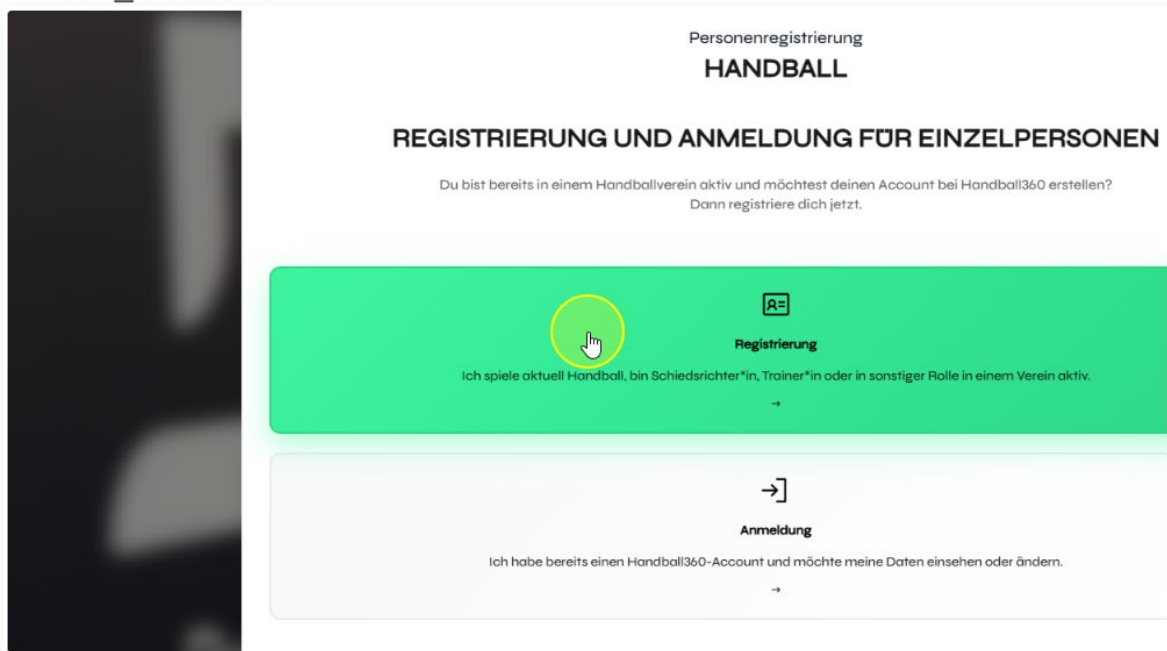 Personenregistrierung
HANDBALL
REGISTRIERUNG UND ANMELDUNG FÜR EINZELPERSONEN
Du bist bereits in einem Handballverein aktiv und möchtest deinen Account bei Handball360 erstellen?
Dann registriere dich jetzt.
Registrierung
Ich spiele aktuell Handball, bin Schiedsrichter*in, Trainer*in oder in sonstiger Rolle in einem Verein aktiv.
→
Anmeldung
Ich habe bereits einen Handball360-Account und möchte meine Daten einsehen oder ändern.
→